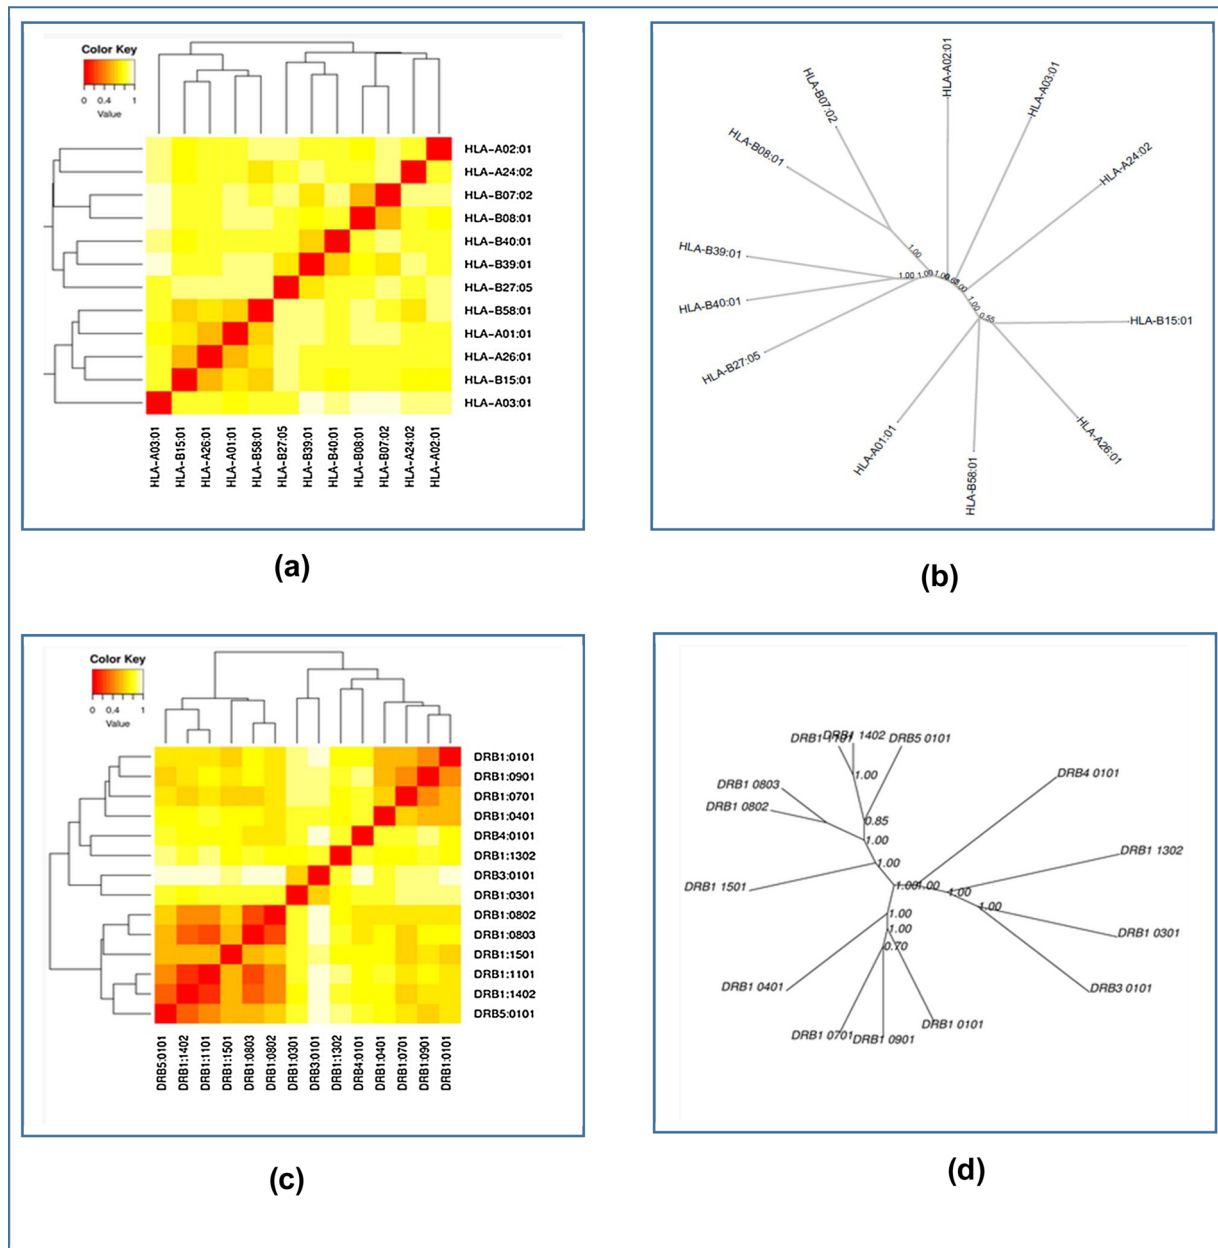 Color Key
0 0.4 1
Value
HLA-A02:01
HLA-A24:02
HLA-B07:02
HLA-B08:01
HLA-B40:01
HLA-B39:01
HLA-B27:05
HLA-B58:01
HLA-A01:01
HLA-A26:01
HLA-B15:01
HLA-A03:01
HLA-A03:01
HLA-B15:01
HLA-A26:01
HLA-A01:01
HLA-B58:01
HLA-B27:05
HLA-B39:01
HLA-B40:01
HLA-B08:01
HLA-B07:02
HLA-A24:02
HLA-A02:01
(a)
HLA-A02:01
HLA-A03:01
HLA-B07:02
HLA-B08:01
HLA-A24:02
HLA-B39:01
HLA-B40:01
HLA-B27:05
HLA-B15:01
HLA-A01:01
HLA-B58:01
HLA-A26:01
1.00
1.00
1.00
1.00
1.00
0.55
(b)
Color Key
0 0.4 1
Value
DRB1:0101
DRB1:0901
DRB1:0701
DRB1:0401
DRB4:0101
DRB1:1302
DRB3:0101
DRB1:0301
DRB1:0802
DRB1:0803
DRB1:1501
DRB1:1101
DRB1:1402
DRB5:0101
DRB5:0101
DRB1:1402
DRB1:1101
DRB1:1501
DRB1:0803
DRB1:0802
DRB1:0301
DRB3:0101
DRB1:1302
DRB4:0101
DRB1:0401
DRB1:0701
DRB1:0901
DRB1:0101
(c)
DRB1 1101
DRB1 1402
DRB5 0101
DRB4 0101
1.00
DRB1 0803
DRB1 0802
0.85
1.00
DRB1 1302
1.00
DRB1 1501
1.00
1.00
1.00
1.00
1.00
1.00
DRB1 0301
0.70
DRB1 0401
DRB3 0101
DRB1 0701
DRB1 0901
DRB1 0101
(d)